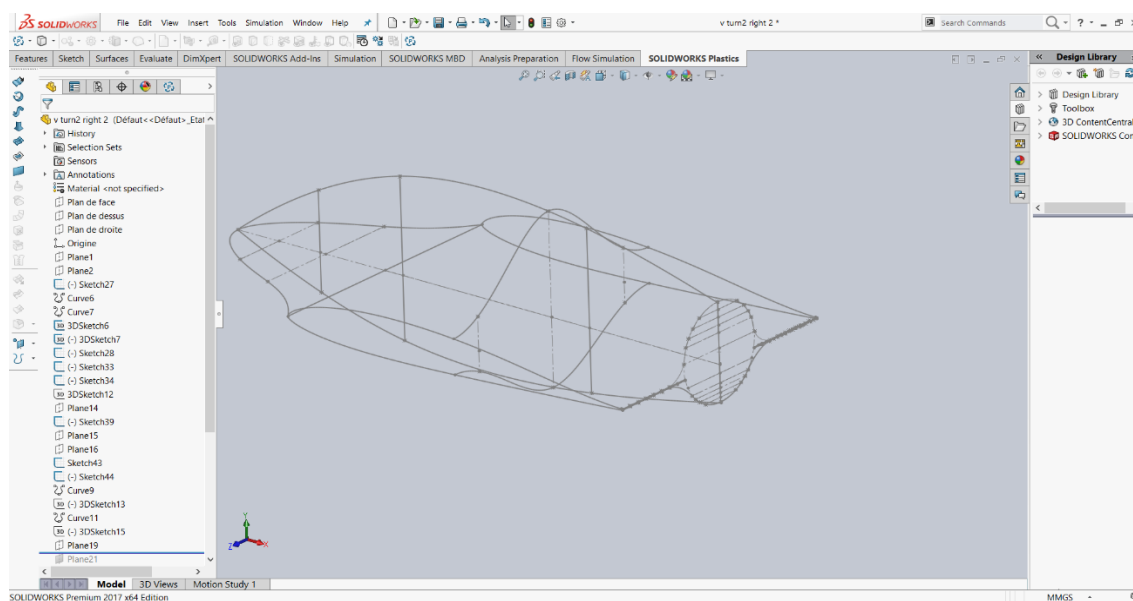 SOLIDWORKS File Edit View Insert Tools Simulation Window Help v turn2 right 2 * Search Commands
Features Sketch Surfaces Evaluate DimXpert SOLIDWORKS Add-Ins Simulation SOLIDWORKS MBD Analysis Preparation Flow Simulation SOLIDWORKS Plastics
Design Library
Design Library
Toolbox
3D ContentCentral
SOLIDWORKS Con
v turn2 right 2 (Défaut<<Défaut>_Etat
History
Selection Sets
Sensors
Annotations
Material <not specified>
Plan de face
Plan de dessus
Plan de droite
Origine
Plane1
Plane2
(-) Sketch27
Curve6
Curve7
3DSketch6
(-) 3DSketch7
(-) Sketch28
(-) Sketch33
(-) Sketch34
3DSketch12
Plane14
(-) Sketch39
Plane15
Plane16
Sketch43
(-) Sketch44
Curve9
(-) 3DSketch13
Curve11
(-) 3DSketch15
Plane19
Plane21
Y
Z X
Model 3D Views Motion Study 1
SOLIDWORKS Premium 2017 x64 Edition MMGS